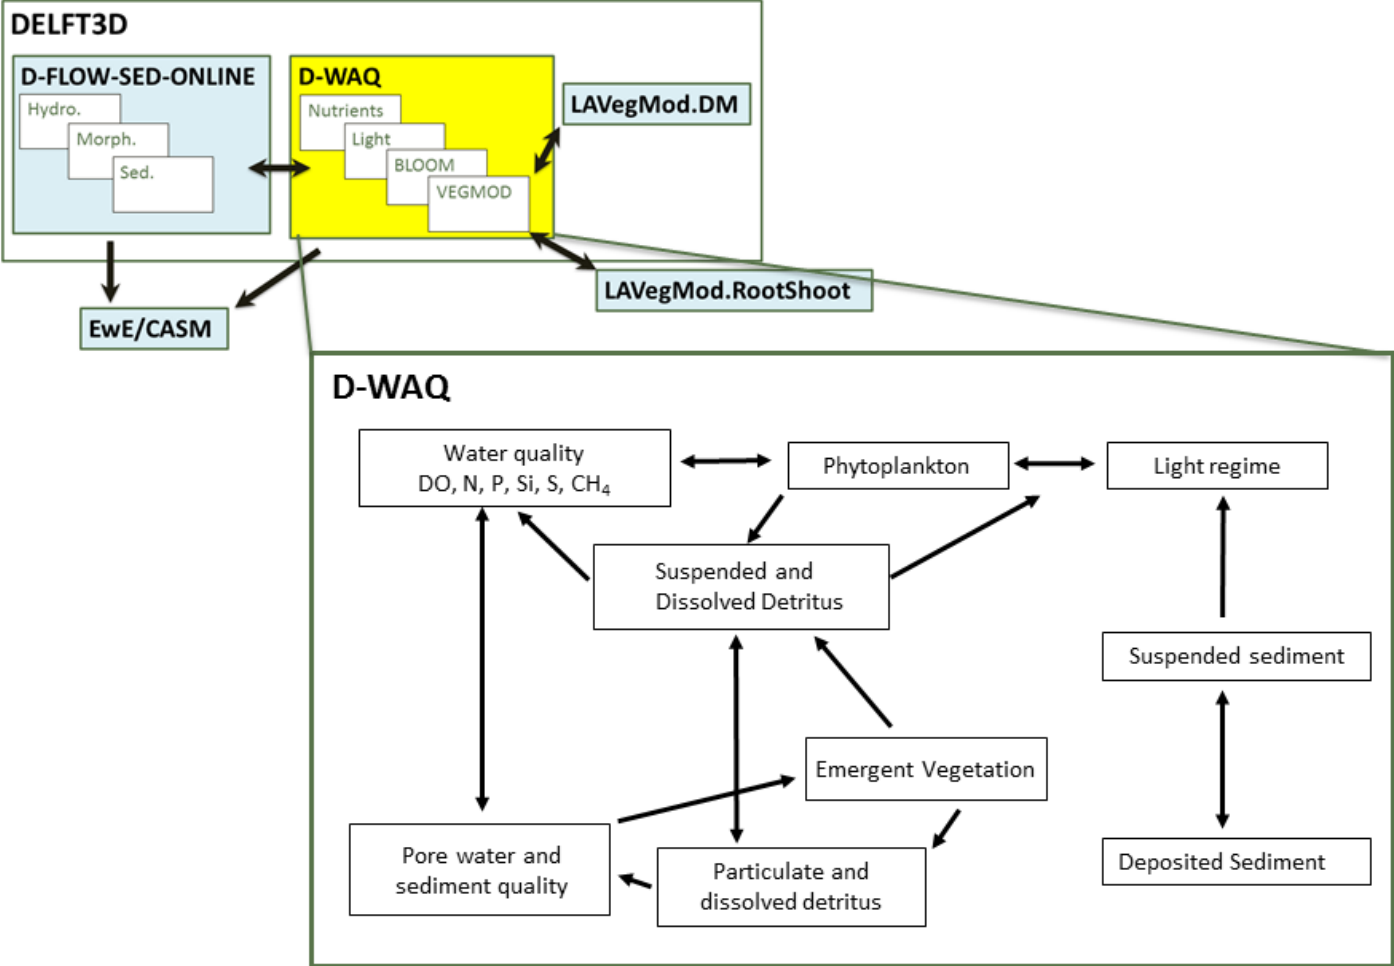 DELFT3D
D-FLOW-SED-ONLINE
Hydro.
Morph.
Sed.
D-WAQ
Nutrients
Light
BLOOM
VEGMOD
LAVegMod.DM
LAVegMod.RootShoot
EwE/CASM
D-WAQ
Water quality
DO, N, P, Si, S, CH₄
Phytoplankton
Light regime
Suspended and
Dissolved Detritus
Suspended sediment
Emergent Vegetation
Pore water and
sediment quality
Particulate and
dissolved detritus
Deposited Sediment